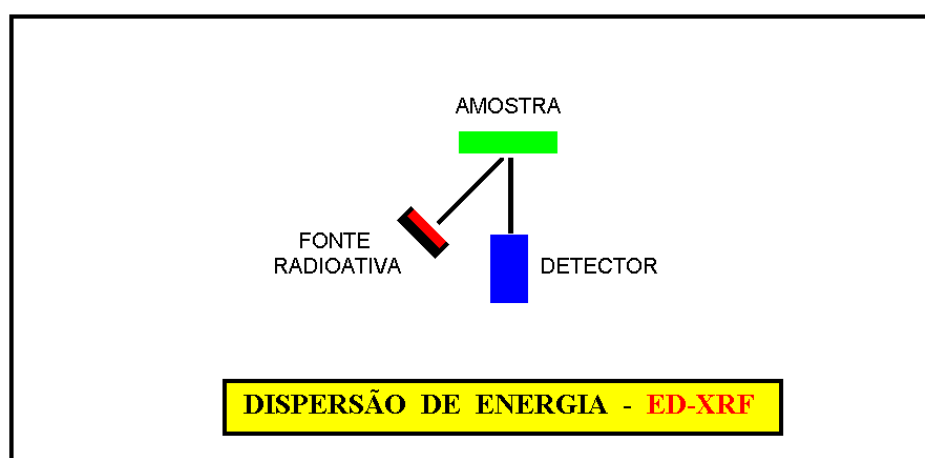 AMOSTRA
FONTE
RADIOATIVA
DETECTOR
DISPERSÃO DE ENERGIA - ED-XRF